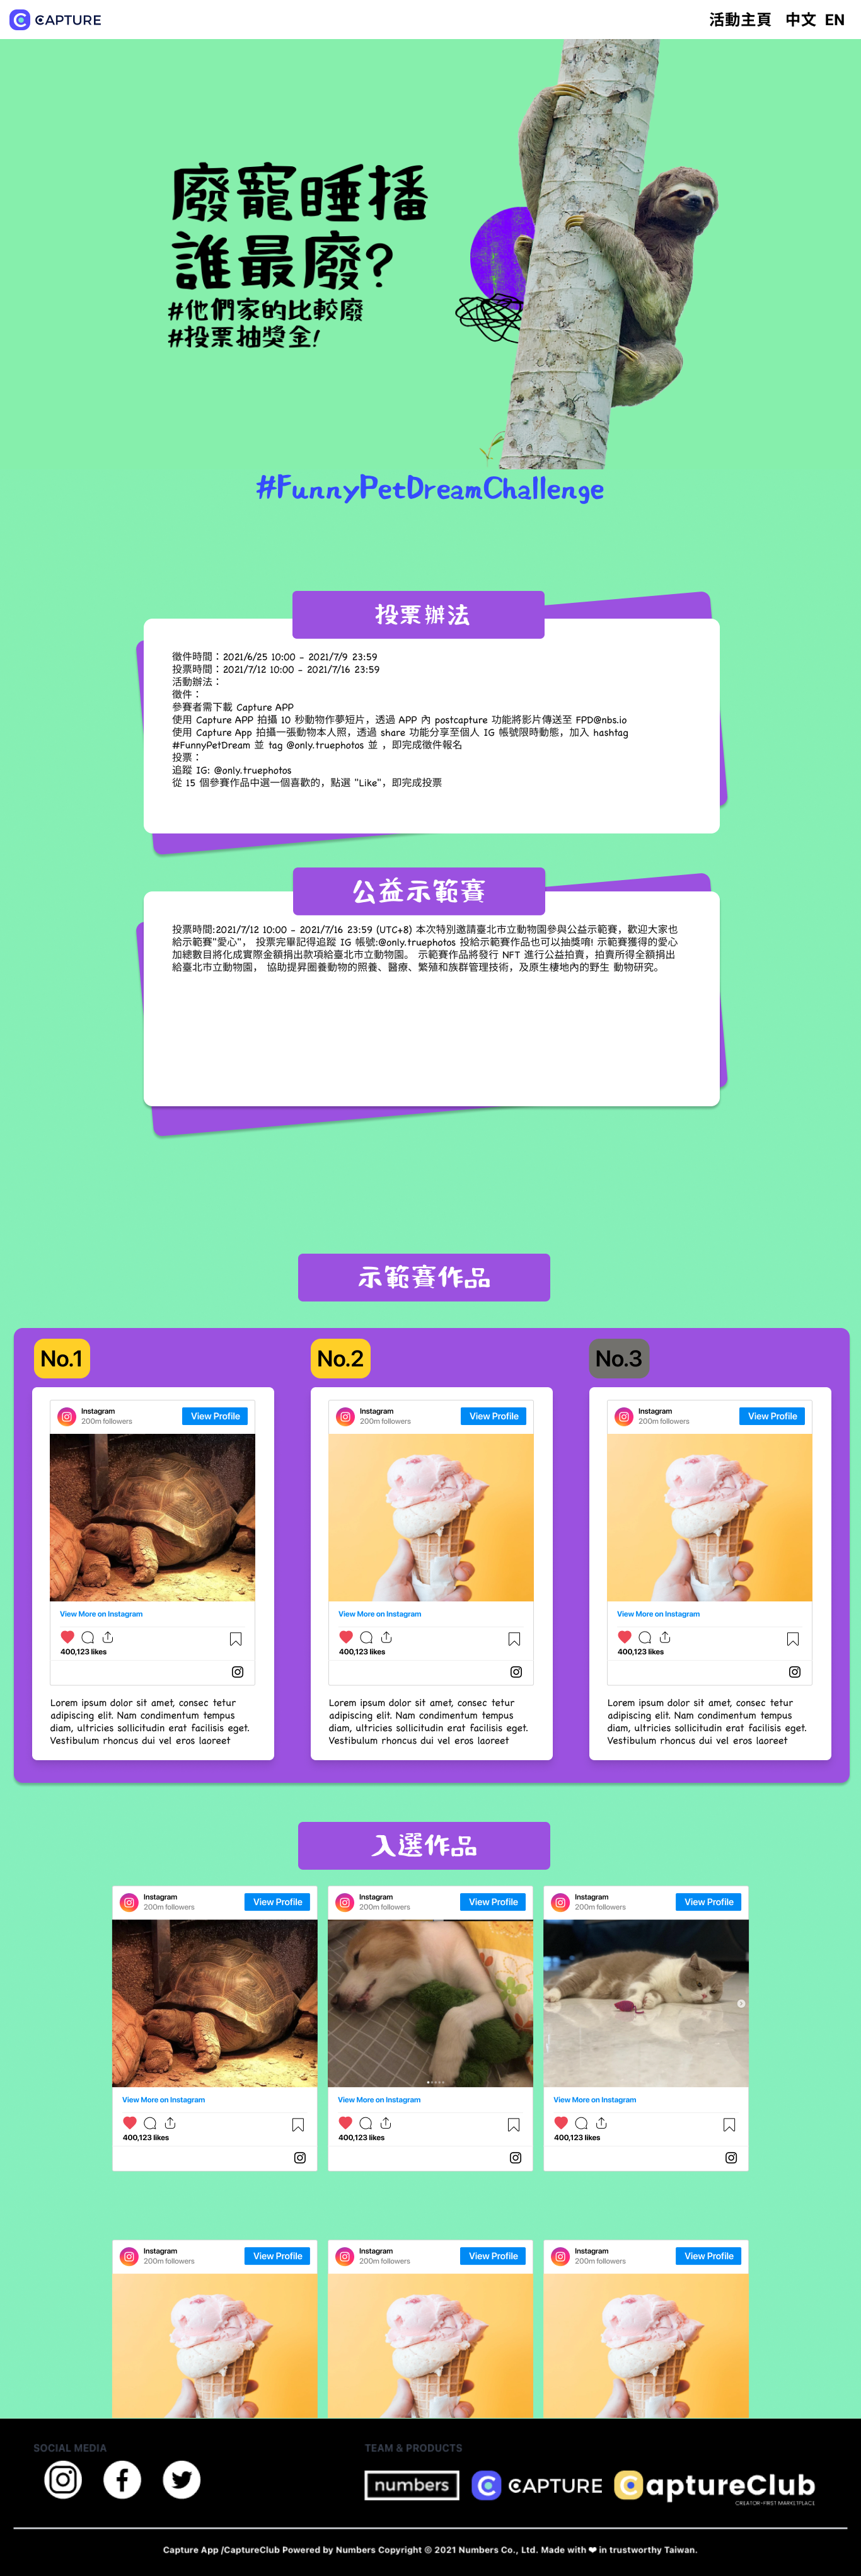 CAPTURE
活動主頁 中文 EN
廢寵睡播
誰最廢?
#他們家的比較廢
#投票抽獎金!
#FunnyPetDreamChallenge
投票辦法
徵件時間：2021/6/25 10:00 - 2021/7/9 23:59
投票時間：2021/7/12 10:00 - 2021/7/16 23:59
活動辦法：
徵件：
參賽者需下載 Capture APP
使用 Capture APP 拍攝 10 秒動物作夢短片，透過 APP 內 postcapture 功能將影片傳送至 FPD@nbs.io
使用 Capture App 拍攝一張動物本人照，透過 share 功能分享至個人 IG 帳號限時動態，加入 hashtag
#FunnyPetDream 並 tag @only.truephotos 並 ，即完成徵件報名
投票：
追蹤 IG: @only.truephotos
從 15 個參賽作品中選一個喜歡的，點選 "Like"，即完成投票
公益示範賽
投票時間:2021/7/12 10:00 - 2021/7/16 23:59 (UTC+8) 本次特別邀請臺北市立動物園參與公益示範賽，歡迎大家也
給示範賽"愛心"， 投票完畢記得追蹤 IG 帳號:@only.truephotos 投給示範賽作品也可以抽獎唷! 示範賽獲得的愛心
加總數目將化成實際金額捐出款項給臺北市立動物園。 示範賽作品將發行 NFT 進行公益拍賣，拍賣所得全額捐出
給臺北市立動物園， 協助提昇圈養動物的照養、醫療、繁殖和族群管理技術，及原生棲地內的野生 動物研究。
示範賽作品
No.1
Instagram
200m followers
View Profile
View More on Instagram
400,123 likes
Lorem ipsum dolor sit amet, consec tetur
adipiscing elit. Nam condimentum tempus
diam, ultricies sollicitudin erat facilisis eget.
Vestibulum rhoncus dui vel eros laoreet
No.2
Instagram
200m followers
View Profile
View More on Instagram
400,123 likes
Lorem ipsum dolor sit amet, consec tetur
adipiscing elit. Nam condimentum tempus
diam, ultricies sollicitudin erat facilisis eget.
Vestibulum rhoncus dui vel eros laoreet
No.3
Instagram
200m followers
View Profile
View More on Instagram
400,123 likes
Lorem ipsum dolor sit amet, consec tetur
adipiscing elit. Nam condimentum tempus
diam, ultricies sollicitudin erat facilisis eget.
Vestibulum rhoncus dui vel eros laoreet
入選作品
Instagram
200m followers
View Profile
View More on Instagram
400,123 likes
Instagram
200m followers
View Profile
View More on Instagram
400,123 likes
Instagram
200m followers
View Profile
View More on Instagram
400,123 likes
Instagram
200m followers
View Profile
Instagram
200m followers
View Profile
Instagram
200m followers
View Profile
SOCIAL MEDIA
TEAM & PRODUCTS
numbers
CAPTURE
CaptureClub
CREATOR-FIRST MARKETPLACE
Capture App /CaptureClub Powered by Numbers Copyright © 2021 Numbers Co., Ltd. Made with ❤ in trustworthy Taiwan.